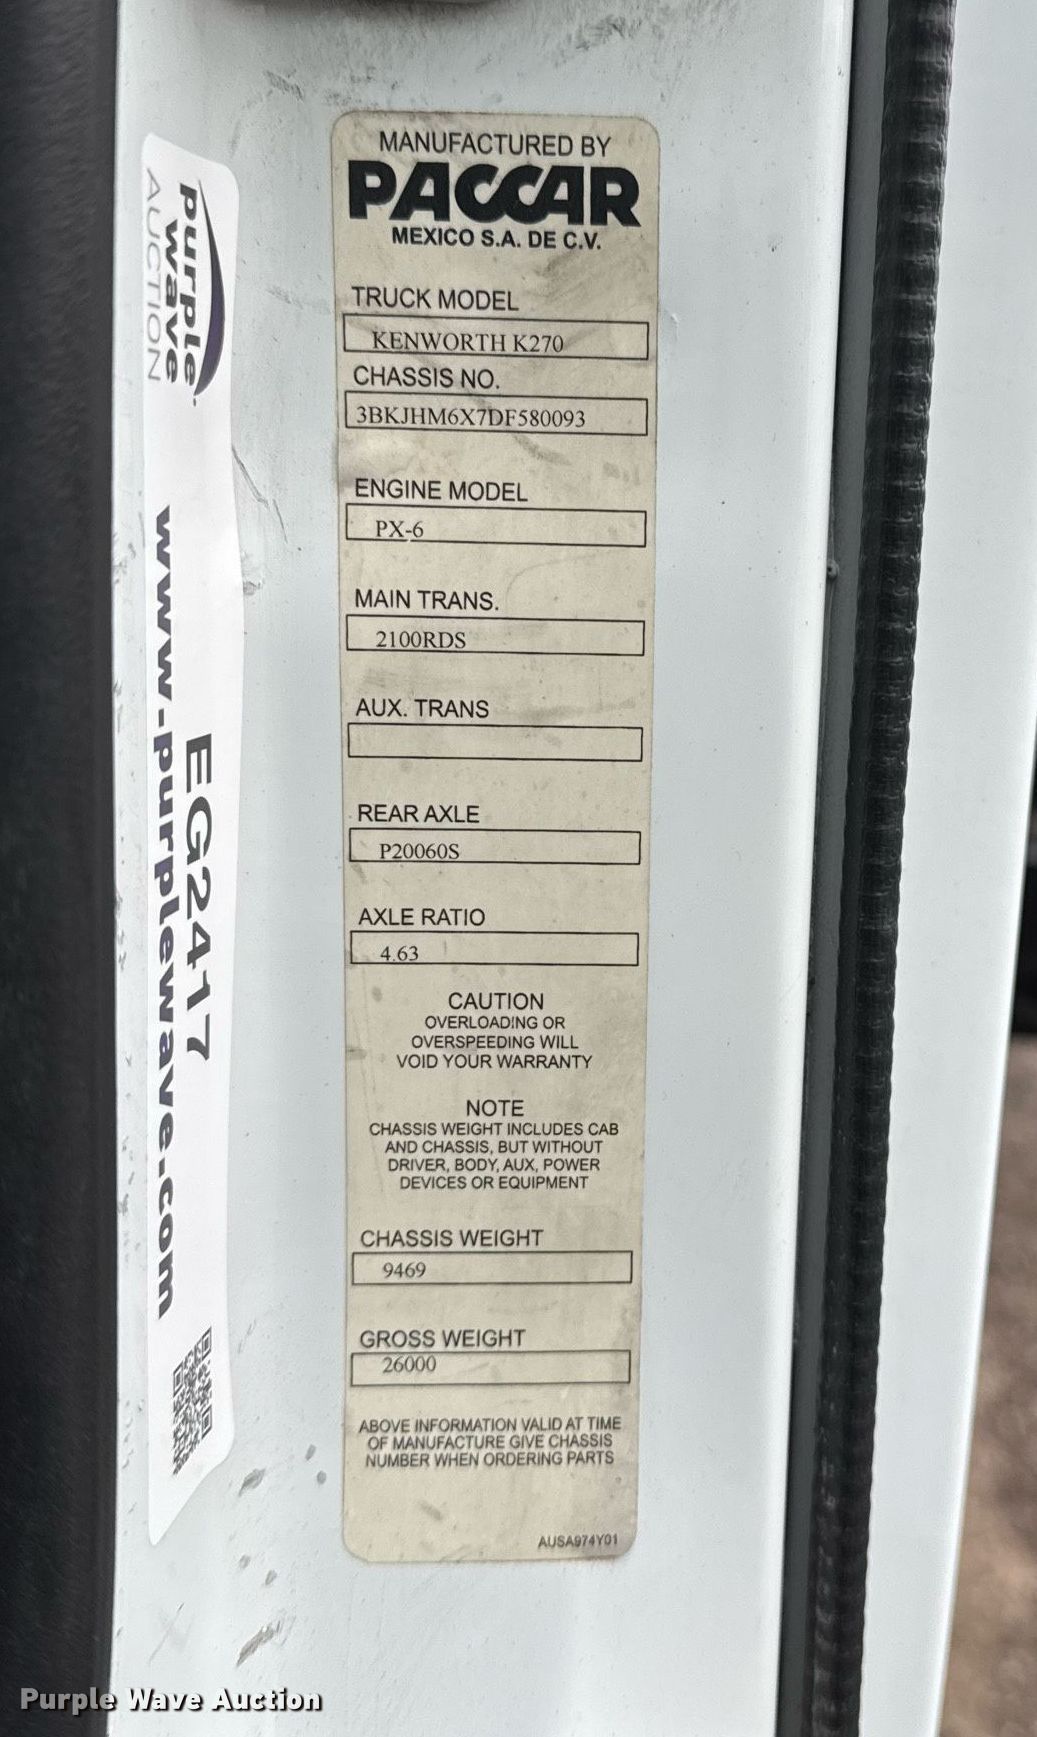 MANUFACTURED BY
PACCAR
MEXICO S.A. DE C.V.
TRUCK MODEL
KENWORTH K270
CHASSIS NO.
3BKJHM6X7DF580093
ENGINE MODEL
PX-6
MAIN TRANS.
2100RDS
AUX. TRANS
REAR AXLE
P20060S
AXLE RATIO
4.63
CAUTION
OVERLOADING OR
OVERSPEEDING WILL
VOID YOUR WARRANTY
NOTE
CHASSIS WEIGHT INCLUDES CAB
AND CHASSIS, BUT WITHOUT
DRIVER, BODY, AUX, POWER
DEVICES OR EQUIPMENT
CHASSIS WEIGHT
9469
GROSS WEIGHT
26000
ABOVE INFORMATION VALID AT TIME
OF MANUFACTURE GIVE CHASSIS
NUMBER WHEN ORDERING PARTS
AUSA974Y01
purple
wave
AUCTION
EG2417
www.purplewave.com
Purple Wave Auction